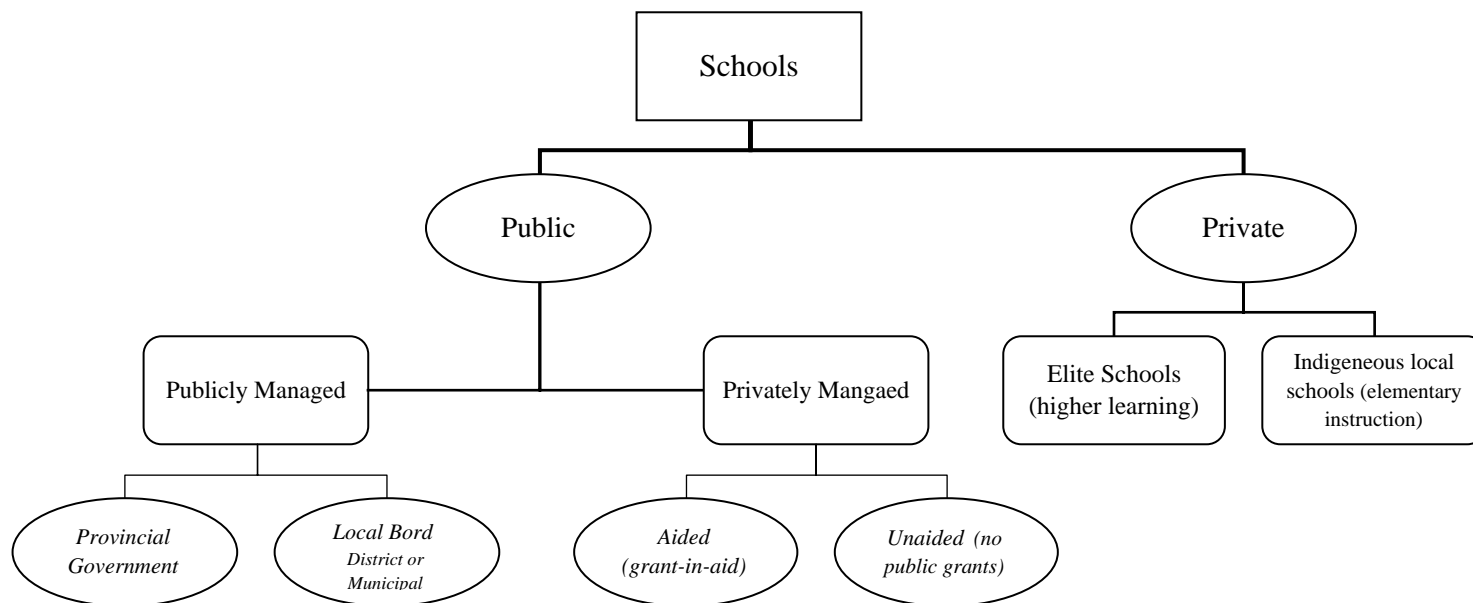 Schools
Public
Private
Publicly Managed
Privately Mangaed
Elite Schools
(higher learning)
Indigeneous local
schools (elementary
instruction)
Provincial
Government
Local Bord
District or
Municipal
Aided
(grant-in-aid)
Unaided (no
public grants)